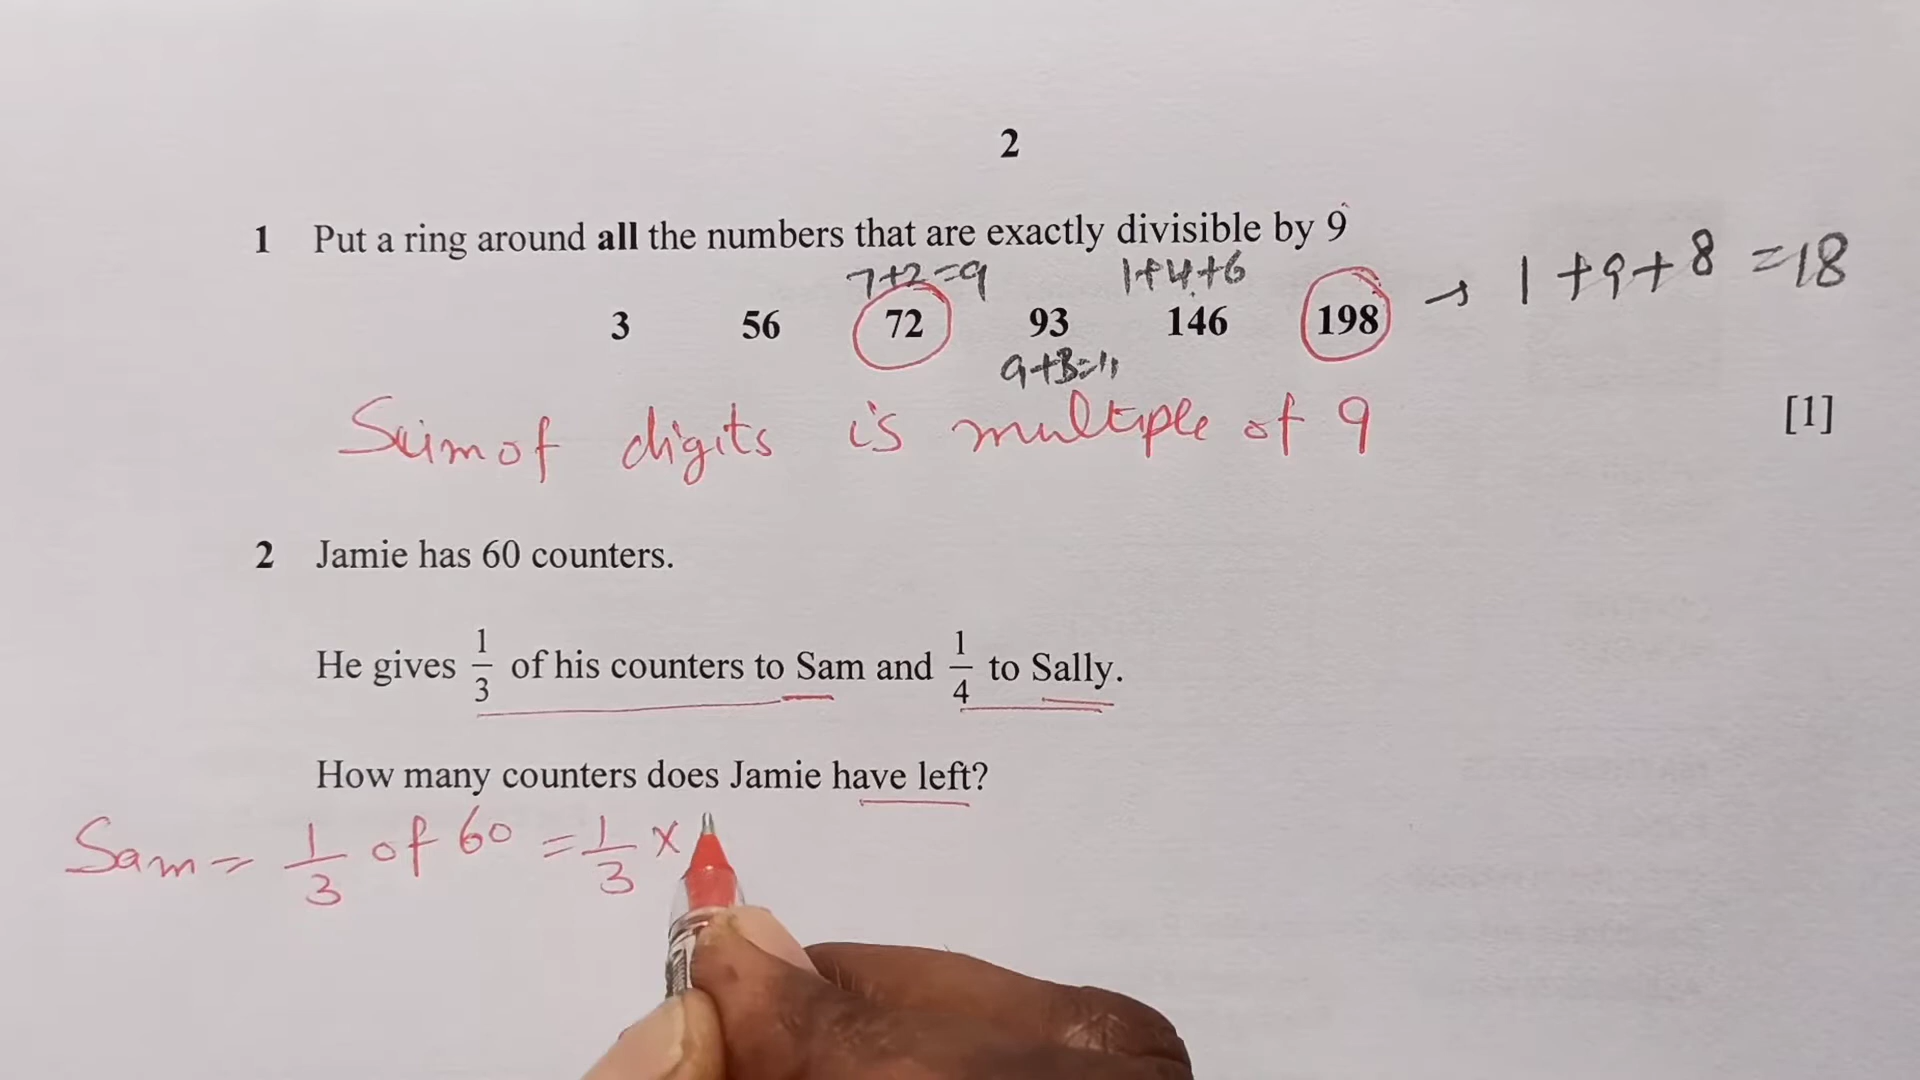 2
1 Put a ring around all the numbers that are exactly divisible by 9
7+2=9 1+4+6
3 56 72 93 146 198 → 1+9+8=18
9+3=
Sum of digits is multiple of 9 [1]
2 Jamie has 60 counters.
He gives 1/3 of his counters to Sam and 1/4 to Sally.
How many counters does Jamie have left?
Sam = 1/3 of 60 = 1/3 ×